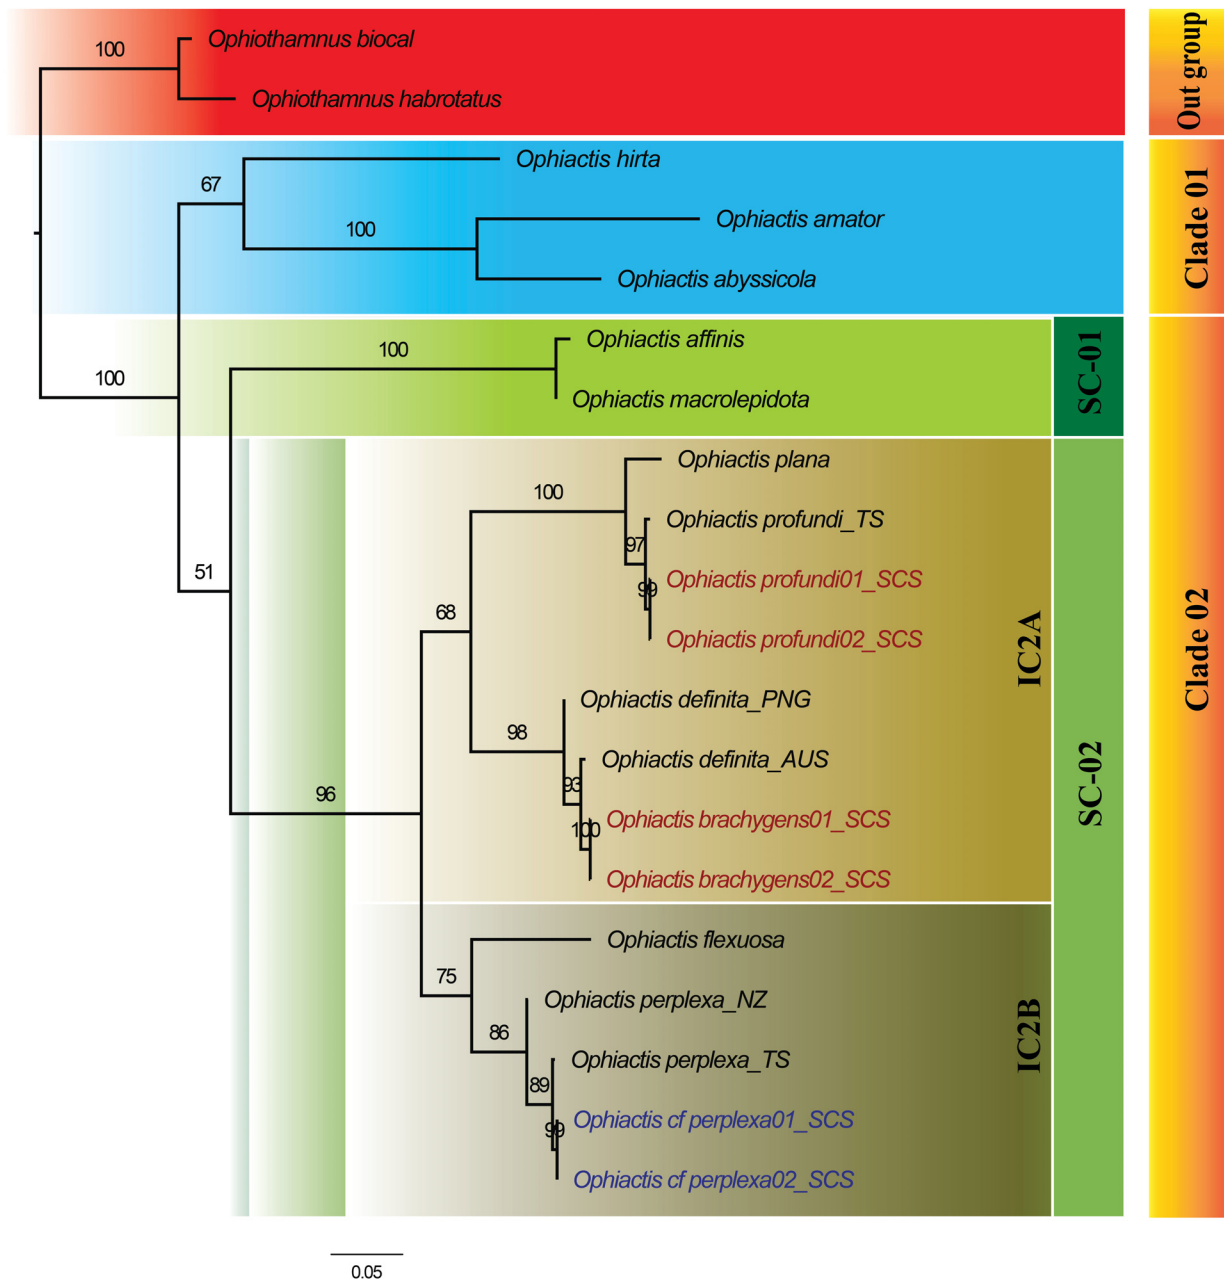 Out group
100
Ophiothamnus biocal
Ophiothamnus habrotatus
Clade 01
67
Ophiactis hirta
100
Ophiactis amator
Ophiactis abyssicola
100
Clade 02
SC-01
100
Ophiactis affinis
Ophiactis macrolepidota
51
SC-02
96
IC2A
68
100
Ophiactis plana
97
Ophiactis profundi_TS
99
Ophiactis profundi01_SCS
Ophiactis profundi02_SCS
98
Ophiactis definita_PNG
93
Ophiactis definita_AUS
100
Ophiactis brachygens01_SCS
Ophiactis brachygens02_SCS
IC2B
75
Ophiactis flexuosa
86
Ophiactis perplexa_NZ
89
Ophiactis perplexa_TS
99
Ophiactis cf perplexa01_SCS
Ophiactis cf perplexa02_SCS
0.05